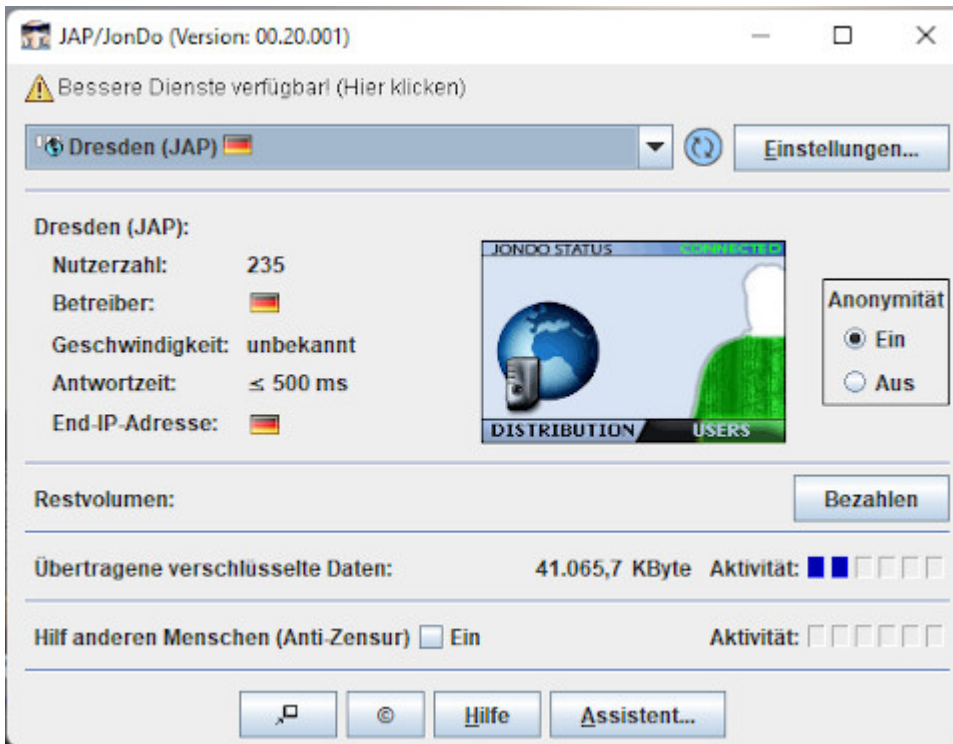 JAP/JonDo (Version: 00.20.001)
Bessere Dienste verfügbar! (Hier klicken)
Dresden (JAP)
Einstellungen...
Dresden (JAP):
Nutzerzahl: 235
Betreiber:
Geschwindigkeit: unbekannt
Antwortzeit: ≤ 500 ms
End-IP-Adresse:
JONDO STATUS CONNECTED
DISTRIBUTION USERS
Anonymität
Ein
Aus
Restvolumen: Bezahlen
Übertragene verschlüsselte Daten: 41.065,7 KByte Aktivität:
Hilf anderen Menschen (Anti-Zensur) Ein Aktivität:
© Hilfe Assistent...